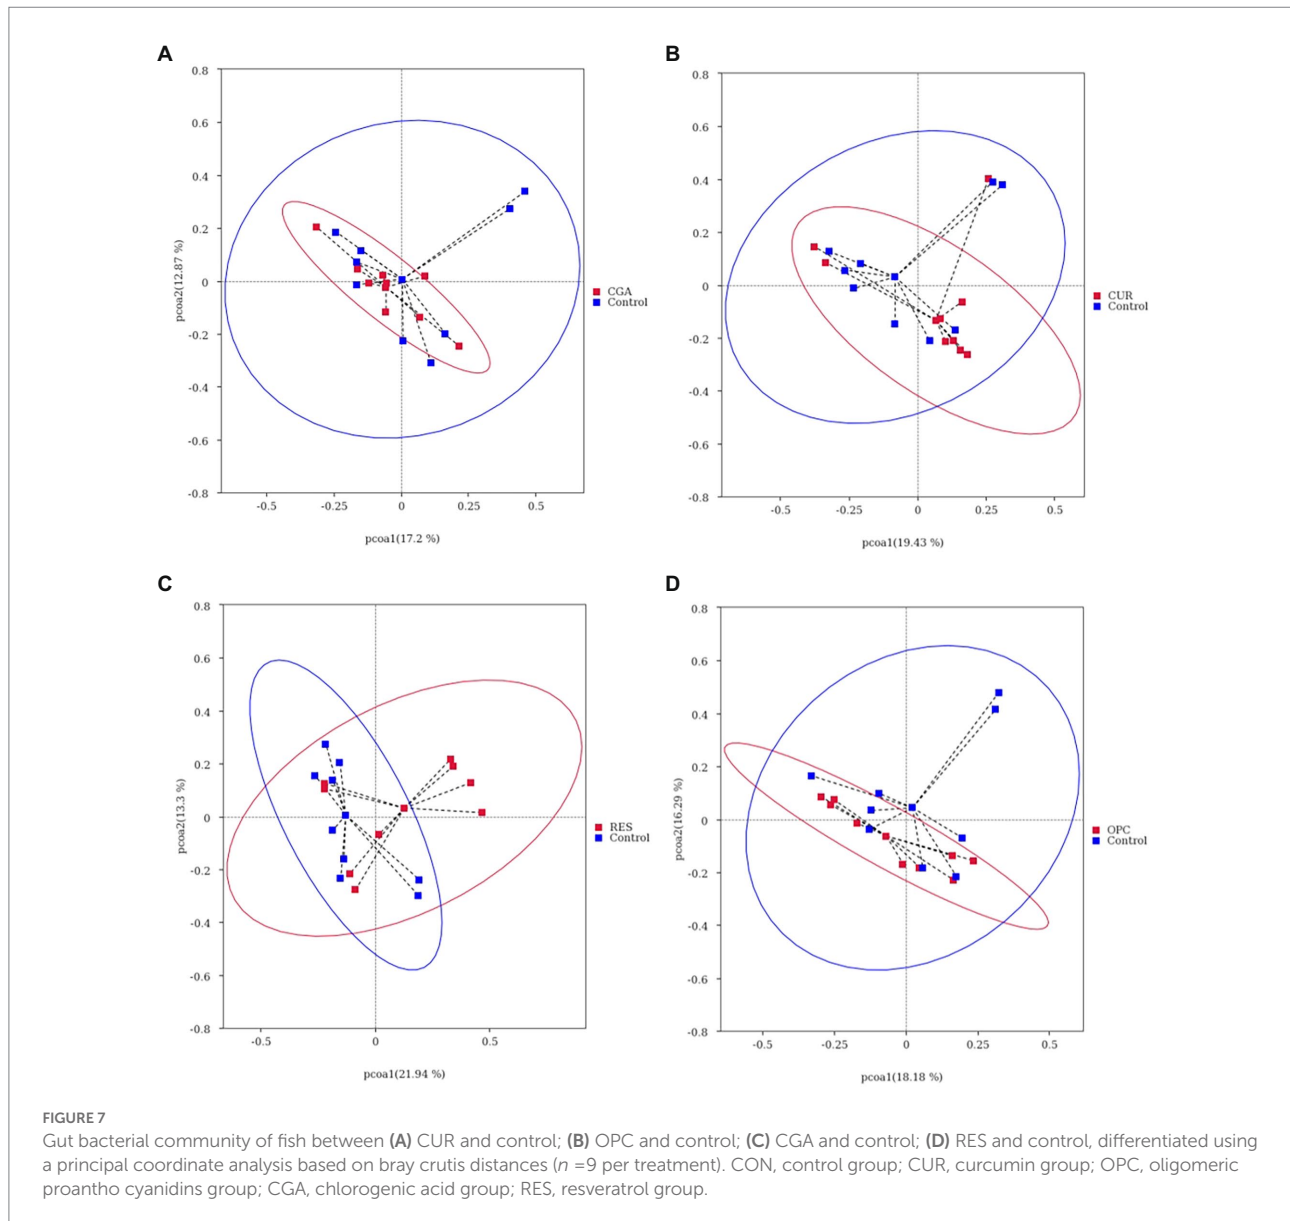 A
0.8
0.6
0.4
0.2
0
-0.2
-0.4
-0.6
-0.8
pcoa2(12.87 %)
-0.5
-0.25
0
0.25
0.5
pcoa1(17.2 %)
CGA
Control
B
0.8
0.6
0.4
0.2
0
-0.2
-0.4
-0.6
-0.8
-0.5
-0.25
0
0.25
0.5
pcoa1(19.43 %)
CUR
Control
C
0.8
0.6
0.4
0.2
0
-0.2
-0.4
-0.6
-0.8
pcoa2(13.3 %)
-0.5
0
0.5
pcoa1(21.94 %)
RES
Control
D
0.8
0.6
0.4
0.2
0
-0.2
-0.4
-0.6
-0.8
pcoa2(16.29 %)
-0.5
-0.25
0
0.25
0.5
pcoa1(18.18 %)
OPC
Control
FIGURE 7
Gut bacterial community of fish between (A) CUR and control; (B) OPC and control; (C) CGA and control; (D) RES and control, differentiated using
a principal coordinate analysis based on bray crutis distances (n =9 per treatment). CON, control group; CUR, curcumin group; OPC, oligomeric
proantho cyanidins group; CGA, chlorogenic acid group; RES, resveratrol group.